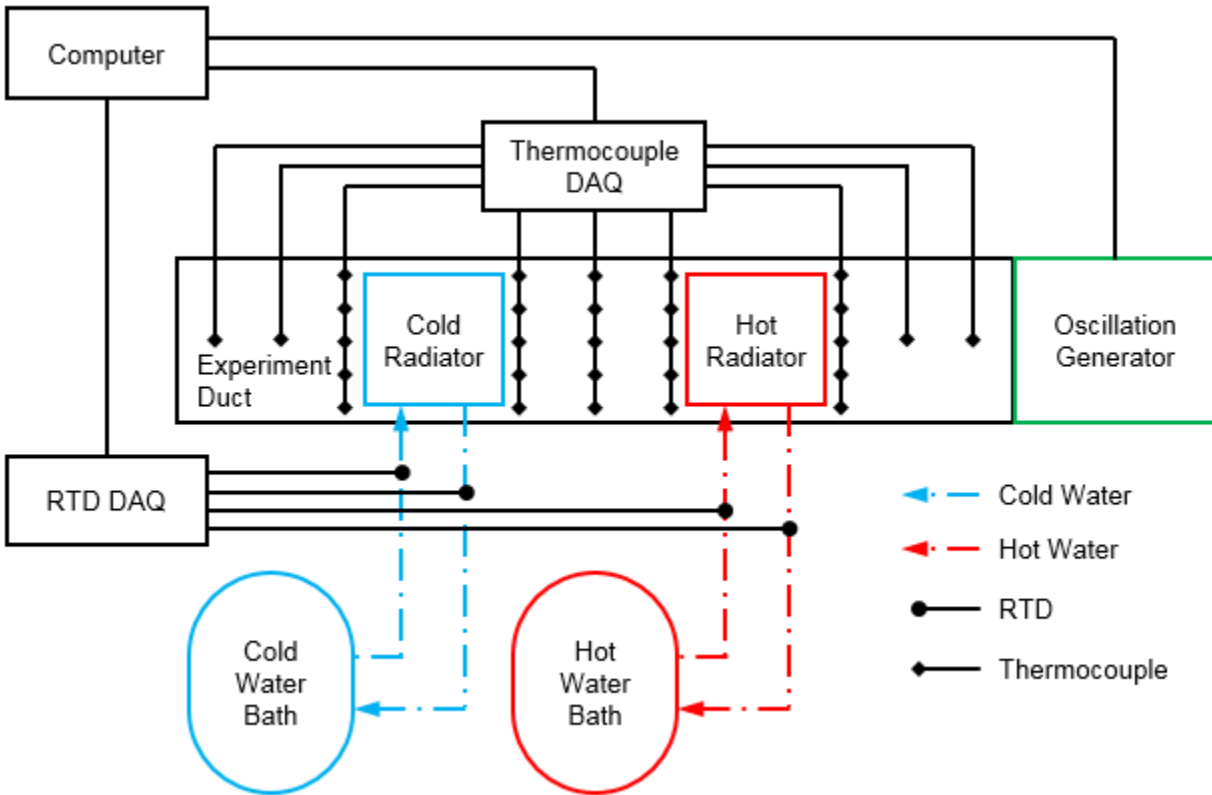 Computer
Thermocouple
DAQ
Cold
Radiator
Hot
Radiator
Oscillation
Generator
Experiment
Duct
RTD DAQ
Cold Water
Hot Water
RTD
Thermocouple
Cold
Water
Bath
Hot
Water
Bath